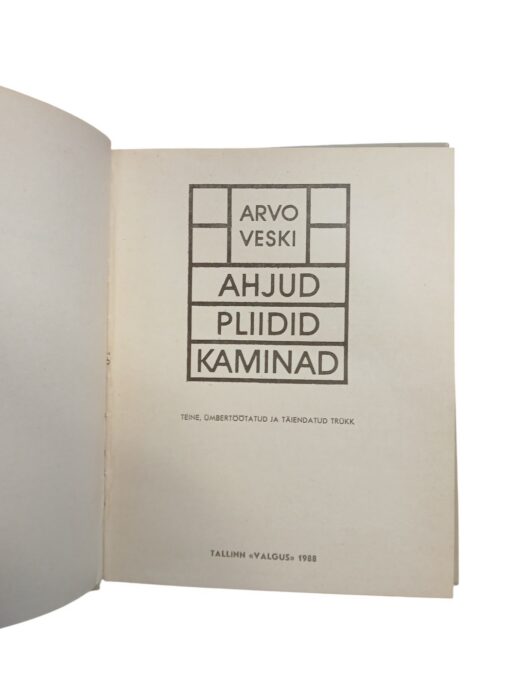 ARVO
VESKI
AHJUD
PLIIDID
KAMINAD
TEINE, ÜMBERTÖÖTATUD JA TÄIENDATUD TRÜKK
TALLINN «VALGUS» 1988